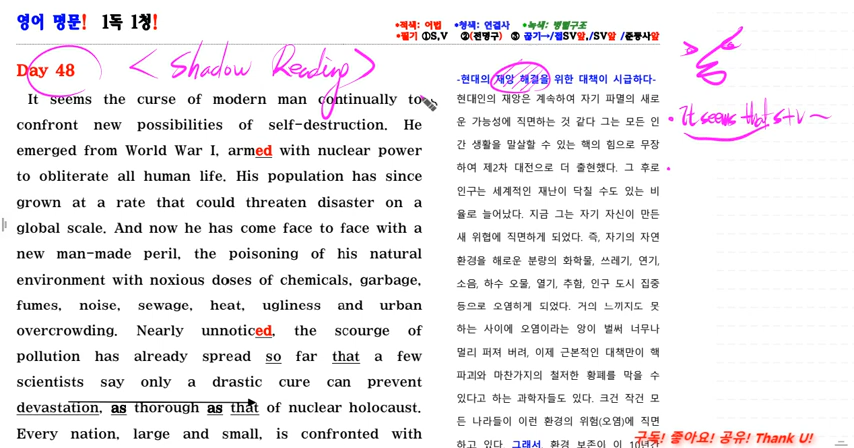 영어 명문! 1독 1청!
•적색: 어법 •청색: 연결사 •녹색: 병렬구조
•필기 ①S,V ②(전명구) ③ 끊기→/접SV앞,/SV앞 /준동사앞
Day 48 < Shadow Reading >
It seems the curse of modern man continually to
confront new possibilities of self-destruction. He
emerged from World War I, armed with nuclear power
to obliterate all human life. His population has since
grown at a rate that could threaten disaster on a
global scale. And now he has come face to face with a
new man-made peril, the poisoning of his natural
environment with noxious doses of chemicals, garbage,
fumes, noise, sewage, heat, ugliness and urban
overcrowding. Nearly unnoticed, the scourge of
pollution has already spread so far that a few
scientists say only a drastic cure can prevent
devastation, as thorough as that of nuclear holocaust.
Every nation, large and small, is confronted with
-현대의 재앙 해결을 위한 대책이 시급하다-
현대인의 재앙은 계속하여 자기 파멸의 새로
운 가능성에 직면하는 것 같다 그는 모든 인
간 생활을 말살할 수 있는 핵의 힘으로 무장
하여 제2차 대전으로 더 출현했다. 그 후로
인구는 세계적인 재난이 닥칠 수도 있는 비
율로 늘어났다. 지금 그는 자기 자신이 만든
새 위협에 직면하게 되었다. 즉, 자기의 자연
환경을 해로운 분량의 화학물, 쓰레기, 연기,
소음, 하수 오물, 열기, 추함, 인구 도시 집중
등으로 오염하게 되었다. 거의 느끼지도 못
하는 사이에 오염이라는 암이 벌써 너무나
멀리 퍼져 버려, 이제 근본적인 대책만이 핵
파괴와 마찬가지의 철저한 황폐를 막을 수
있다고 하는 과학자들도 있다. 크건 작건 모
든 나라들이 이런 환경의 위험(오염)에 직면
하고 있다. 그래서, 환경 보존이 이 10년간
• It seems that s+v ~
구독! 좋아요! 공유! Thank U!